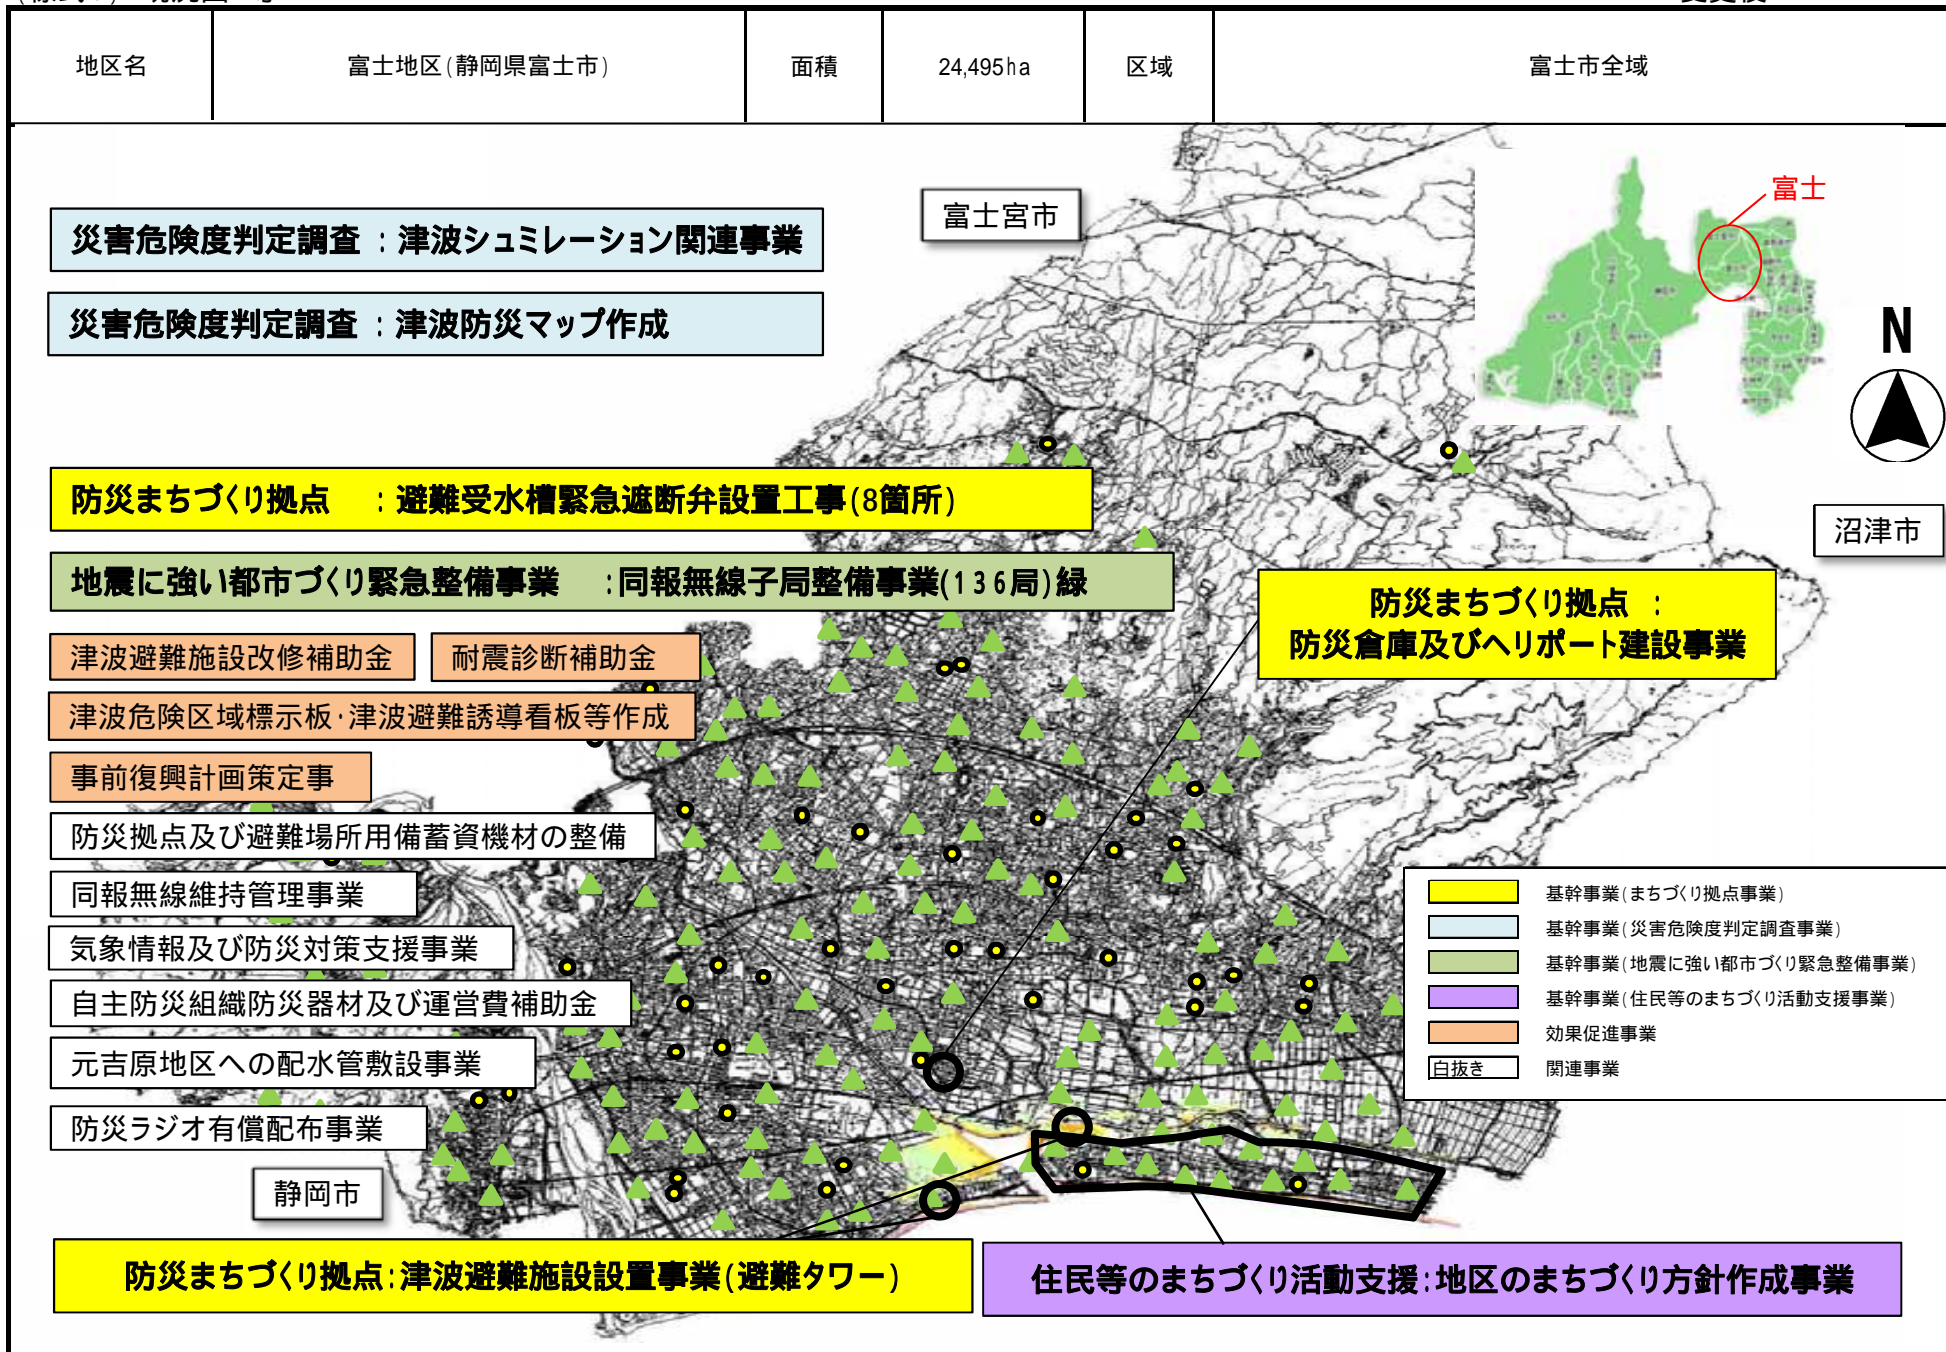 地区名
富士地区(静岡県富士市)
面積
24,495ha
区域
富士市全域
富士宮市
富士
災害危険度判定調査 : 津波シュミレーション関連事業
災害危険度判定調査 : 津波防災マップ作成
N
沼津市
防災まちづくり拠点 : 避難受水槽緊急遮断弁設置工事(8箇所)
地震に強い都市づくり緊急整備事業 :同報無線子局整備事業(136局)緑
防災まちづくり拠点 :
防災倉庫及びヘリポート建設事業
津波避難施設改修補助金
耐震診断補助金
津波危険区域標示板・津波避難誘導看板等作成
事前復興計画策定事
防災拠点及び避難場所用備蓄資機材の整備
同報無線維持管理事業
気象情報及び防災対策支援事業
自主防災組織防災器材及び運営費補助金
元吉原地区への配水管敷設事業
防災ラジオ有償配布事業
静岡市
基幹事業(まちづくり拠点事業)
基幹事業(災害危険度判定調査事業)
基幹事業(地震に強い都市づくり緊急整備事業)
基幹事業(住民等のまちづくり活動支援事業)
効果促進事業
白抜き 関連事業
防災まちづくり拠点:津波避難施設設置事業(避難タワー)
住民等のまちづくり活動支援:地区のまちづくり方針作成事業